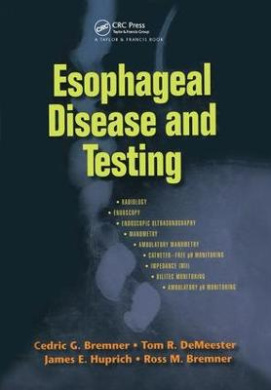 CRC Press
Taylor & Francis Group
A TAYLOR & FRANCIS BOOK
Esophageal
Disease and
Testing
• RADIOLOGY
• ENDOSCOPY
• ENDOSCOPIC ULTRASONOGRAPHY
• MANOMETRY
• AMBULATORY MANOMETRY
• CATHETER-FREE pH MONITORING
• IMPEDANCE (MII)
• BILITEC MONITORING
• AMBULATORY pH MONITORING
Cedric G. Bremner • Tom R. DeMeester
James E. Huprich • Ross M. Bremner